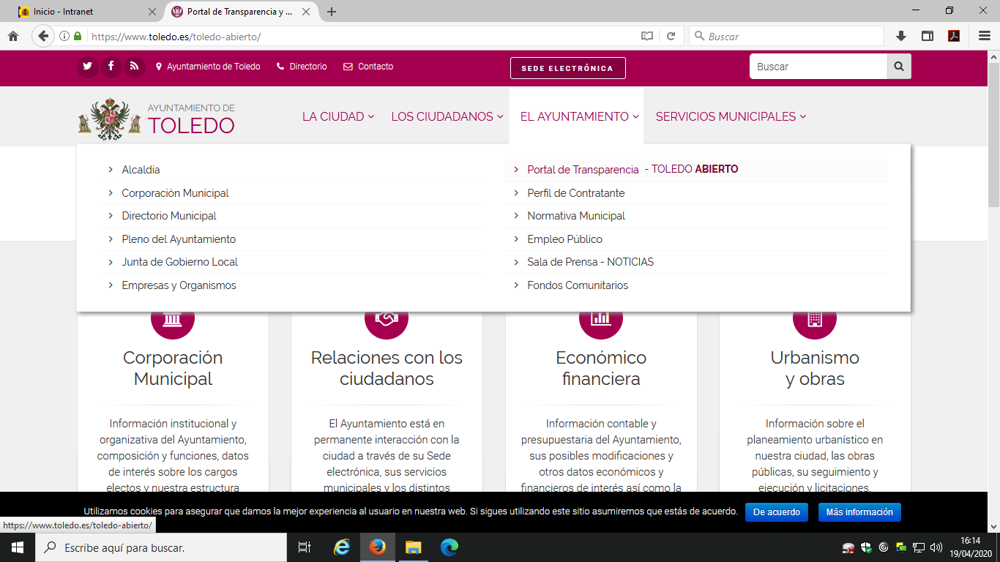 Inicio - Intranet
Portal de Transparencia y ...
https://www.toledo.es/toledo-abierto/
Buscar
Ayuntamiento de Toledo
Directorio
Contacto
SEDE ELECTRÓNICA
Buscar
AYUNTAMIENTO DE
TOLEDO
LA CIUDAD
LOS CIUDADANOS
EL AYUNTAMIENTO
SERVICIOS MUNICIPALES
Alcaldía
Corporación Municipal
Directorio Municipal
Pleno del Ayuntamiento
Junta de Gobierno Local
Empresas y Organismos
Portal de Transparencia - TOLEDO ABIERTO
Perfil de Contratante
Normativa Municipal
Empleo Público
Sala de Prensa - NOTICIAS
Fondos Comunitarios
Corporación
Municipal
Información institucional y
organizativa del Ayuntamiento,
composición y funciones, datos
de interés sobre los cargos
electos y nuestra estructura
Relaciones con los
ciudadanos
El Ayuntamiento está en
permanente interacción con la
ciudad a través de su Sede
electrónica, sus servicios
municipales y los distintos
Económico
financiera
Información contable y
presupuestaria del Ayuntamiento,
sus posibles modificaciones y
otros datos económicos y
financieros de interés así como la
Urbanismo
y obras
Información sobre el
planeamiento urbanístico en
nuestra ciudad, las obras
públicas, su seguimiento y
ejecución y licitaciones.
Utilizamos cookies para asegurar que damos la mejor experiencia al usuario en nuestra web. Si sigues utilizando este sitio asumiremos que estás de acuerdo.
De acuerdo
Más información
https://www.toledo.es/toledo-abierto/
Escribe aquí para buscar.
16:14
19/04/2020